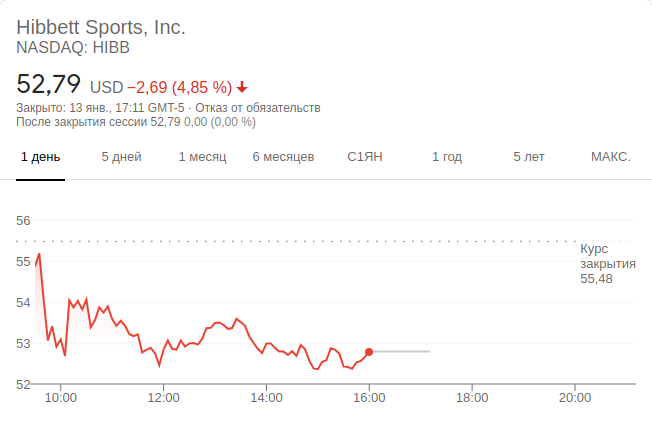 Hibbett Sports, Inc.
NASDAQ: HIBB
52,79 USD −2,69 (4,85 %)
Закрыто: 13 янв., 17:11 GMT-5 · Отказ от обязательств
После закрытия сессии 52,79 0,00 (0,00 %)
1 день 5 дней 1 месяц 6 месяцев С1ЯН 1 год 5 лет МАКС.
56
55
54
53
52
Курс
закрытия
55,48
10:00 12:00 14:00 16:00 18:00 20:00